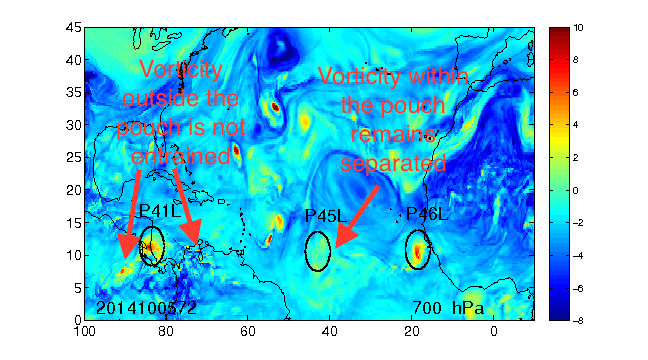 45
40
35
30
25
20
15
10
5
0
100
80
60
40
20
0
Vorticity
outside the
pouch is not
entrained
Vorticity within
the pouch
remains
separated
P41L
P45L
P46L
2014100572
700 hPa
10
8
6
4
2
0
−2
−4
−6
−8